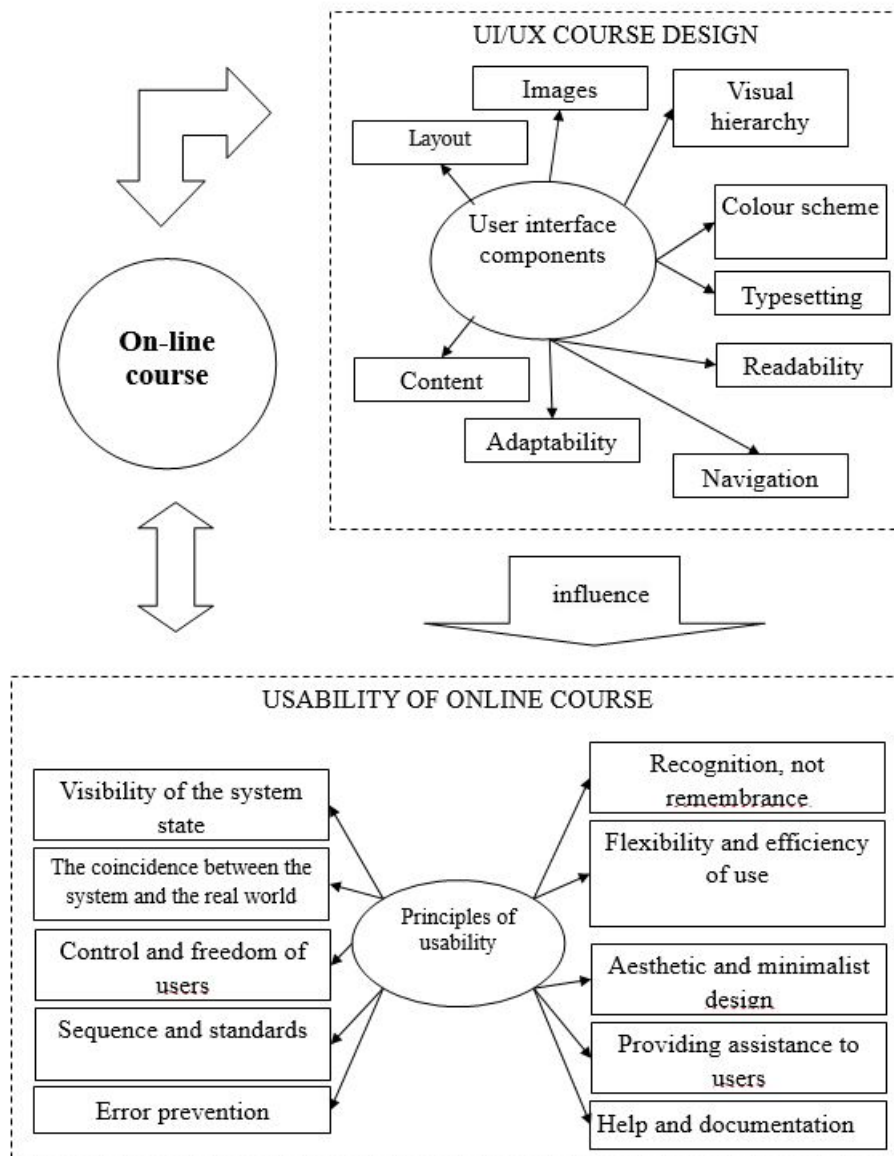 UI/UX COURSE DESIGN
Images
Visual
hierarchy
Layout
User interface
components
Colour scheme
Typesetting
On-line
course
Readability
Content
Adaptability
Navigation
influence
USABILITY OF ONLINE COURSE
Visibility of the system
state
The coincidence between the
system and the real world
Control and freedom of
users
Sequence and standards
Error prevention
Principles of
usability
Recognition, not
remembrance
Flexibility and efficiency
of use
Aesthetic and minimalist
design
Providing assistance to
users
Help and documentation